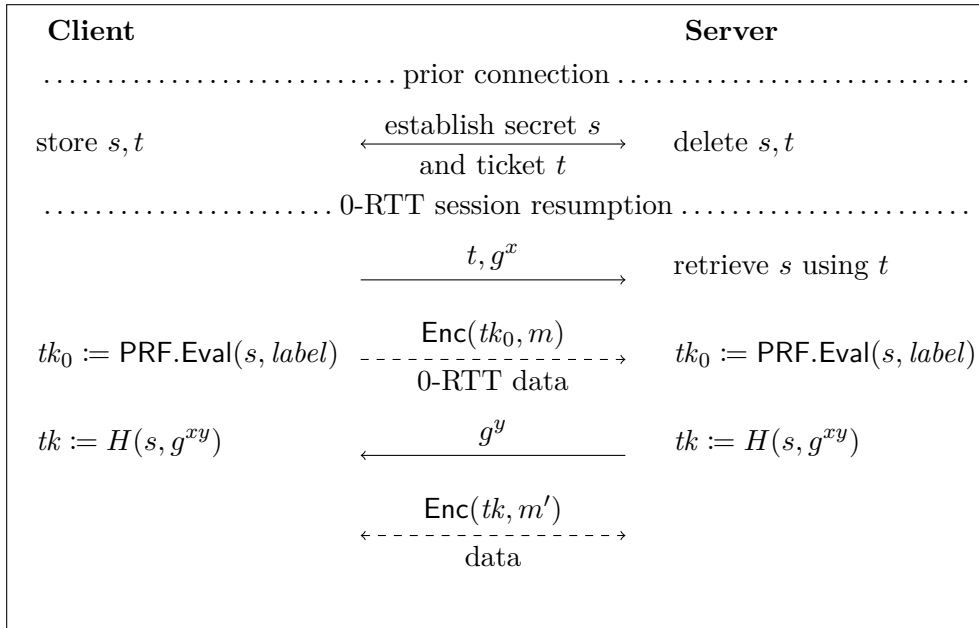 Client Server
........................... prior connection ...........................
store s, t establish secret s delete s, t
and ticket t
...................... 0-RTT session resumption ......................
t, g^x retrieve s using t
tk_0 := PRF.Eval(s, label) Enc(tk_0, m) tk_0 := PRF.Eval(s, label)
0-RTT data
tk := H(s, g^{xy}) g^y tk := H(s, g^{xy})
Enc(tk, m′)
data